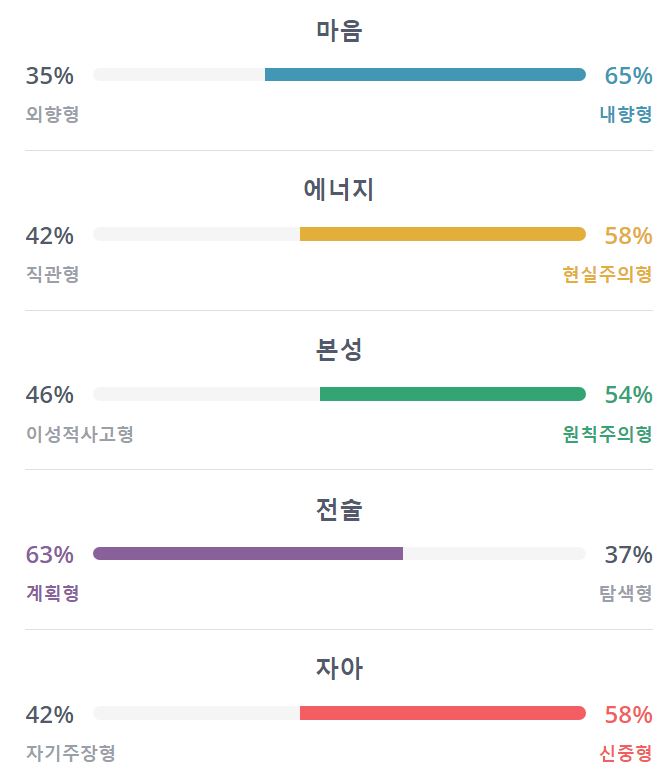 마음
35% 65%
외향형 내향형
에너지
42% 58%
직관형 현실주의형
본성
46% 54%
이성적사고형 원칙주의형
전술
63% 37%
계획형 탐색형
자아
42% 58%
자기주장형 신중형